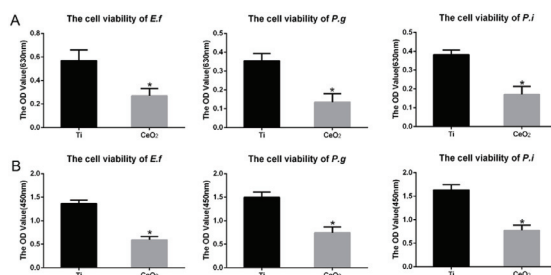 A
The cell viability of E.f
The OD Value(630nm)
0.8
0.6
0.4
0.2
0.0
Ti
CeO₂
*
The cell viability of P.g
The OD Value(630nm)
0.5
0.4
0.3
0.2
0.1
0.0
Ti
CeO₂
*
The cell viability of P.i
The OD Value(630nm)
0.5
0.4
0.3
0.2
0.1
0.0
Ti
CeO₂
*
B
The cell viability of E.f
The OD Value(450nm)
2.0
1.5
1.0
0.5
0.0
Ti
CeO₂
*
The cell viability of P.g
The OD Value(450nm)
2.0
1.5
1.0
0.5
0.0
Ti
CeO₂
*
The cell viability of P.i
The OD Value(450nm)
2.0
1.5
1.0
0.5
0.0
Ti
CeO₂
*